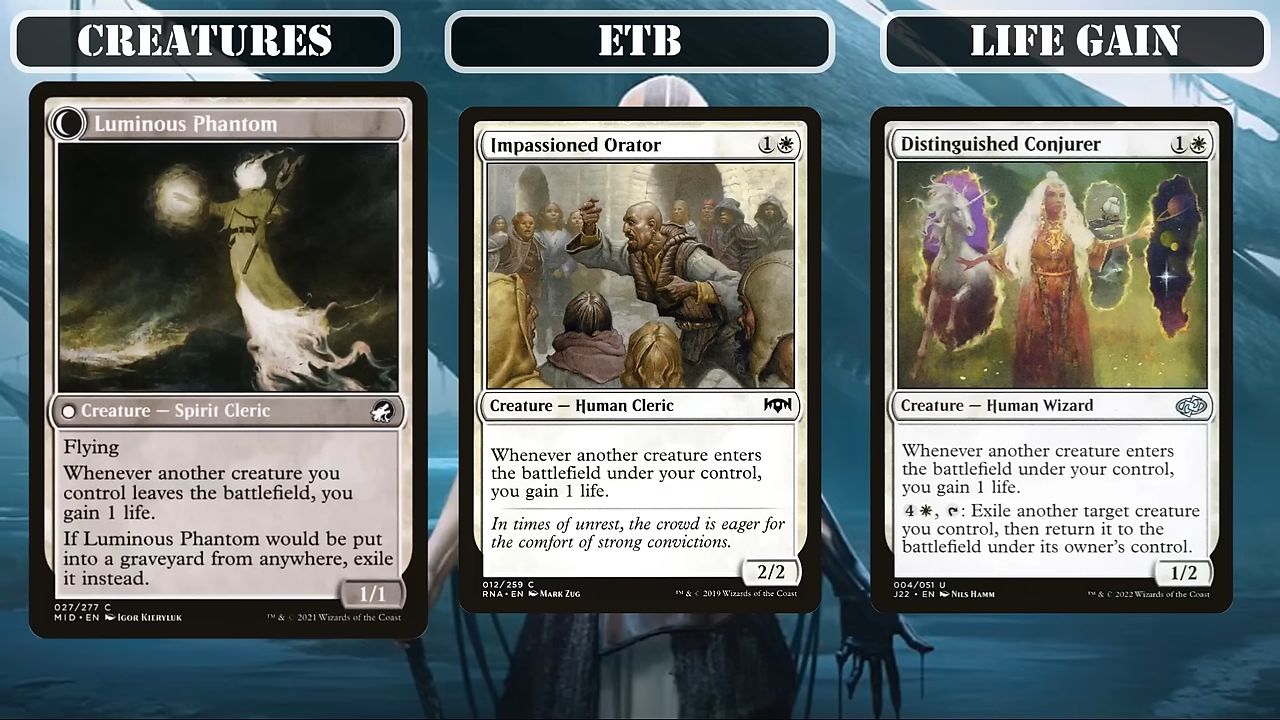 CREATURES
ETB
LIFE GAIN
Luminous Phantom
Creature — Spirit Cleric
Flying
Whenever another creature you
control leaves the battlefield, you
gain 1 life.
If Luminous Phantom would be put
into a graveyard from anywhere, exile
it instead.
1/1
027/277 C
MID • EN Igor Kieryluk
™ & © 2021 Wizards of the Coast
Impassioned Orator
1
Creature — Human Cleric
Whenever another creature enters
the battlefield under your control,
you gain 1 life.
In times of unrest, the crowd is eager for
the comfort of strong convictions.
2/2
012/259 C
RNA • EN Mark Zug
™ & © 2019 Wizards of the Coast
Distinguished Conjurer
1
Creature — Human Wizard
Whenever another creature enters
the battlefield under your control,
you gain 1 life.
4 , : Exile another target creature
you control, then return it to the
battlefield under its owner's control.
1/2
004/051 U
J22 • EN Nils Hamm
™ & © 2022 Wizards of the Coast